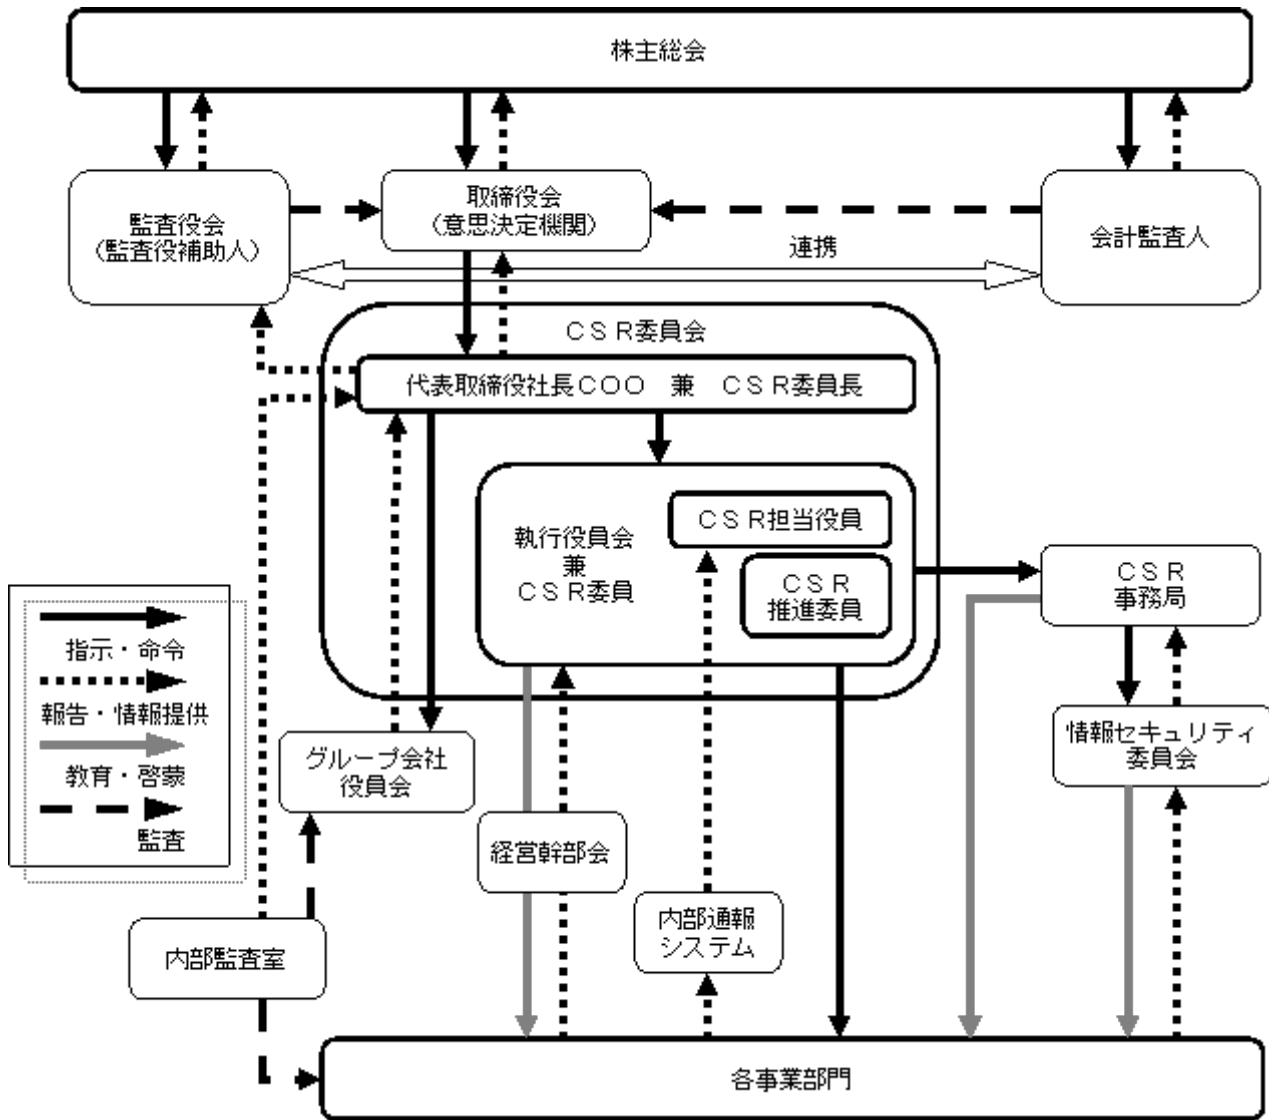 株主総会
監査役会
（監査役補助人）
取締役会
（意思決定機関）
会計監査人
連携
ＣＳＲ委員会
代表取締役社長ＣＯＯ　兼　ＣＳＲ委員長
執行役員会
兼
ＣＳＲ委員
ＣＳＲ担当役員
ＣＳＲ
推進委員
ＣＳＲ
事務局
指示・命令
報告・情報提供
教育・啓蒙
監査
グループ会社
役員会
情報セキュリティ
委員会
経営幹部会
内部通報
システム
内部監査室
各事業部門